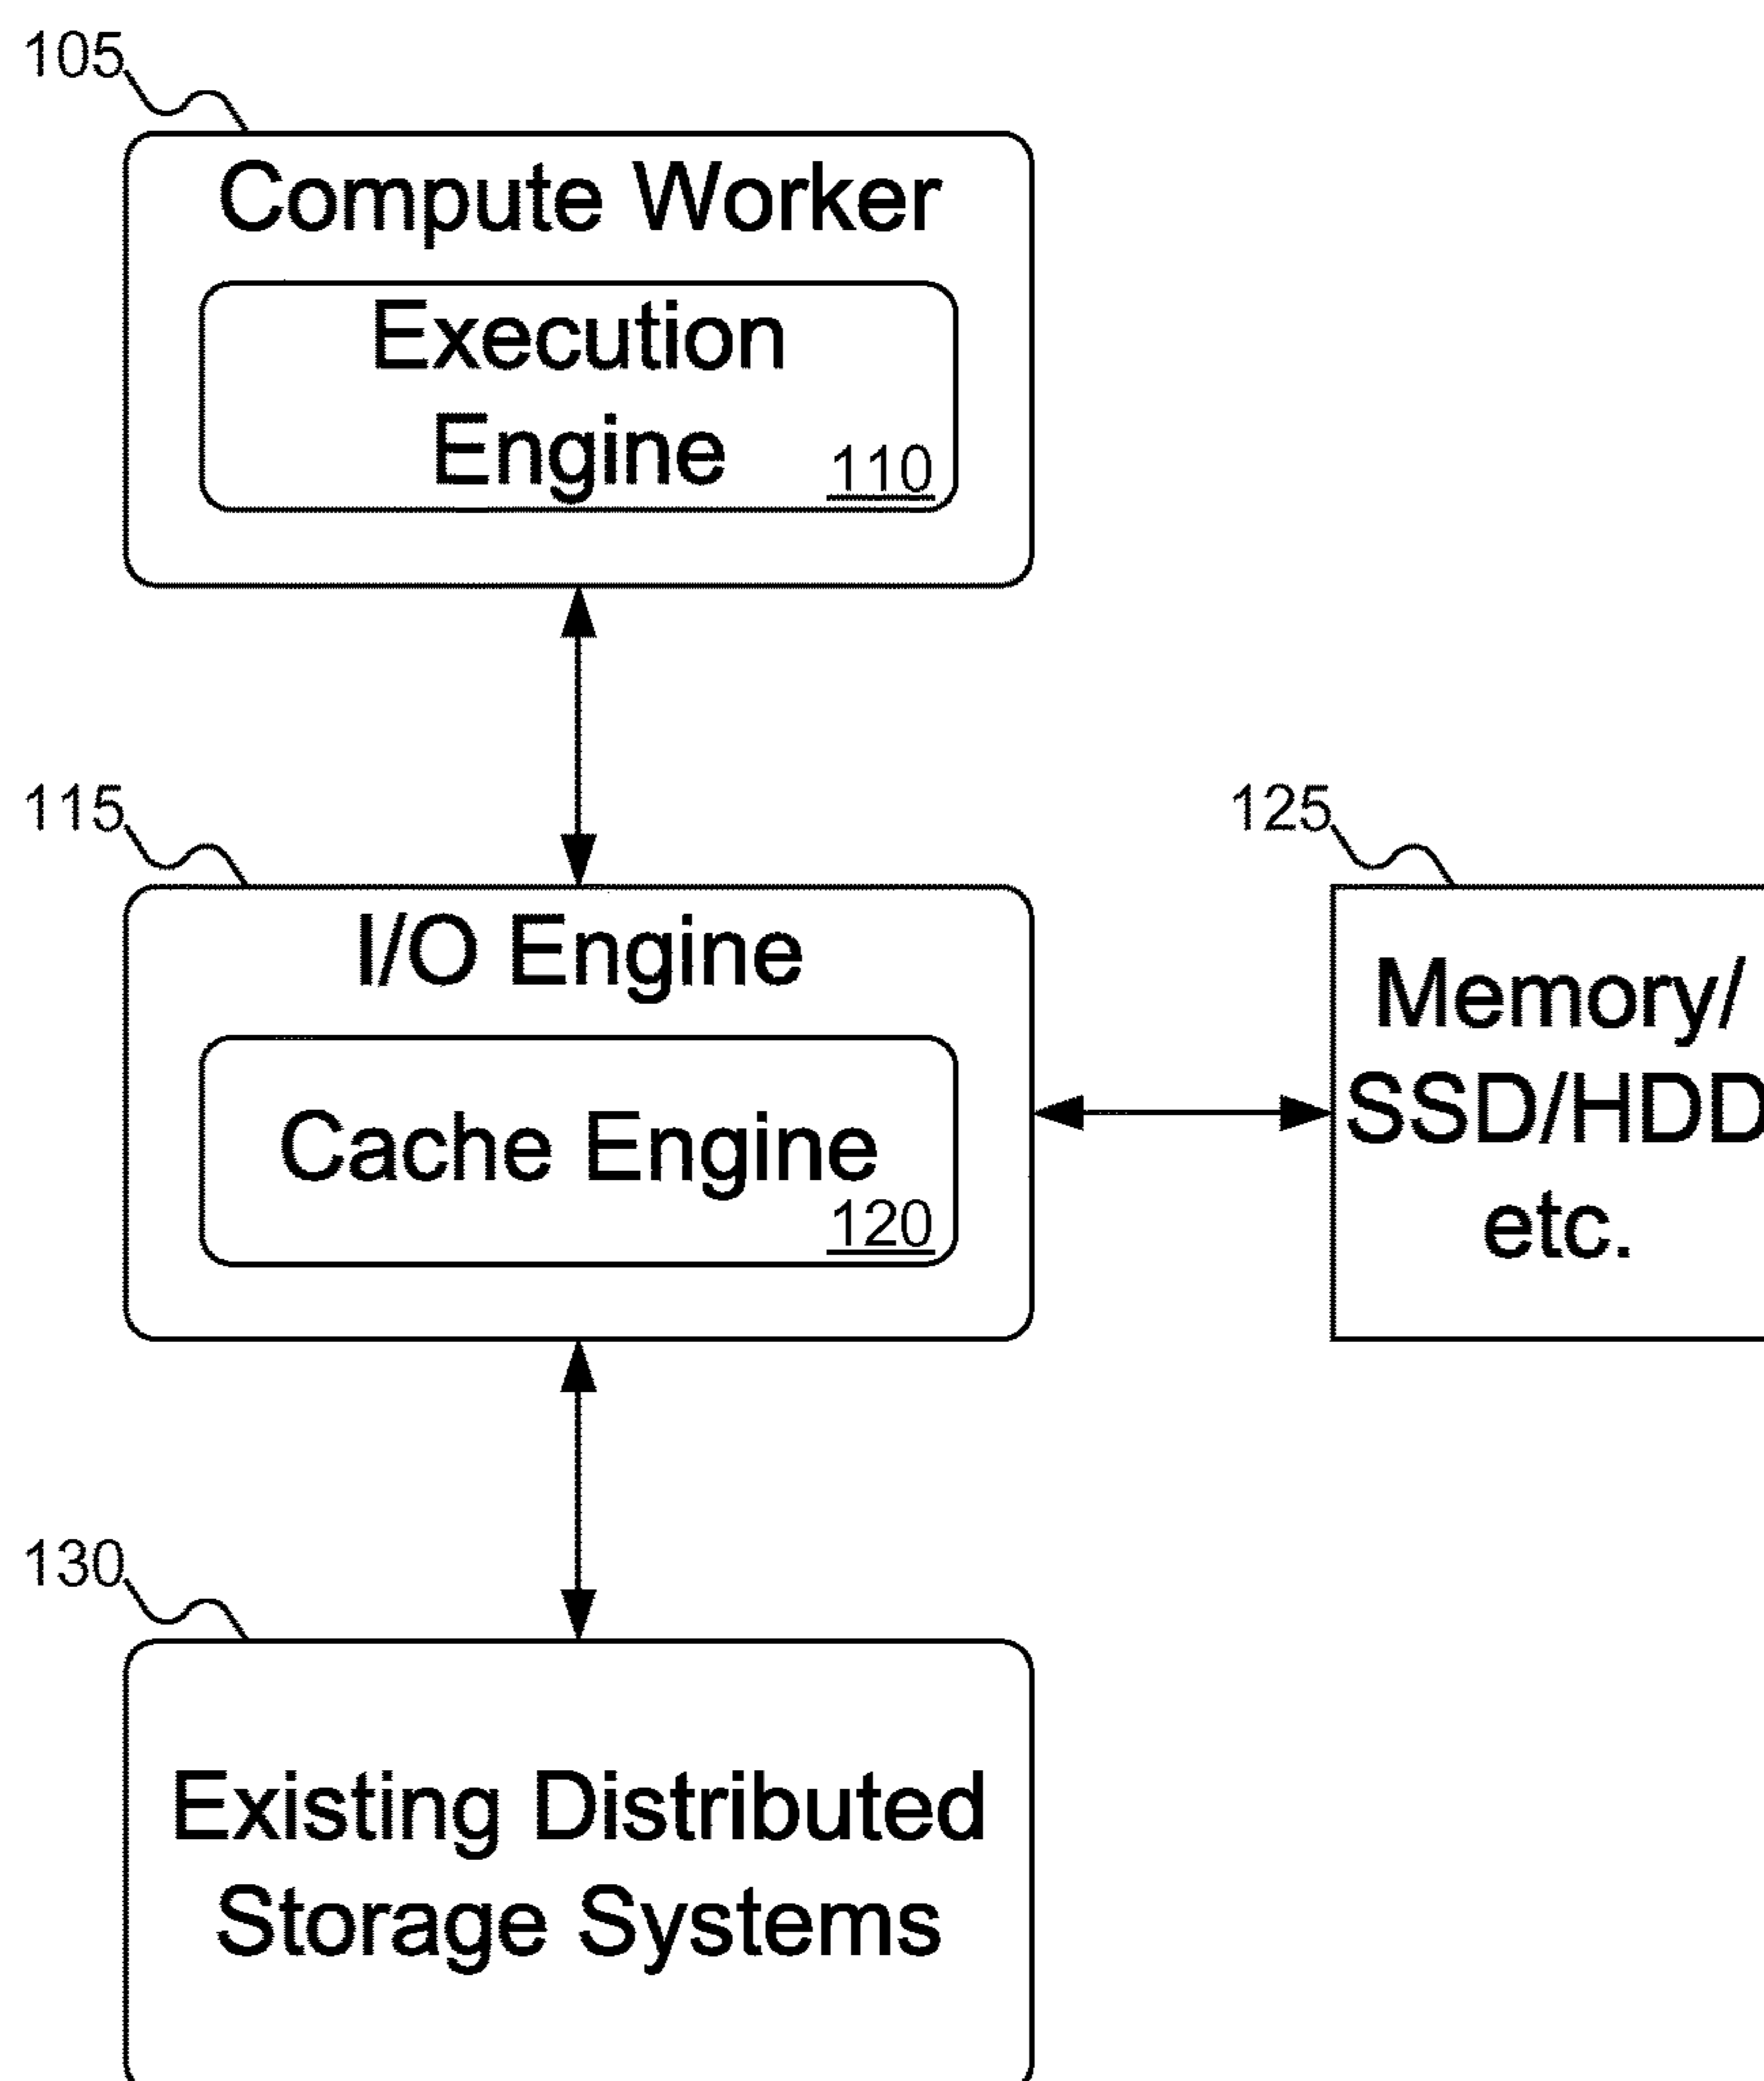 105
Compute Worker
Execution
Engine
110
115
I/O Engine
Cache Engine
120
125
Memory/
SSD/HDD
etc.
130
Existing Distributed
Storage Systems